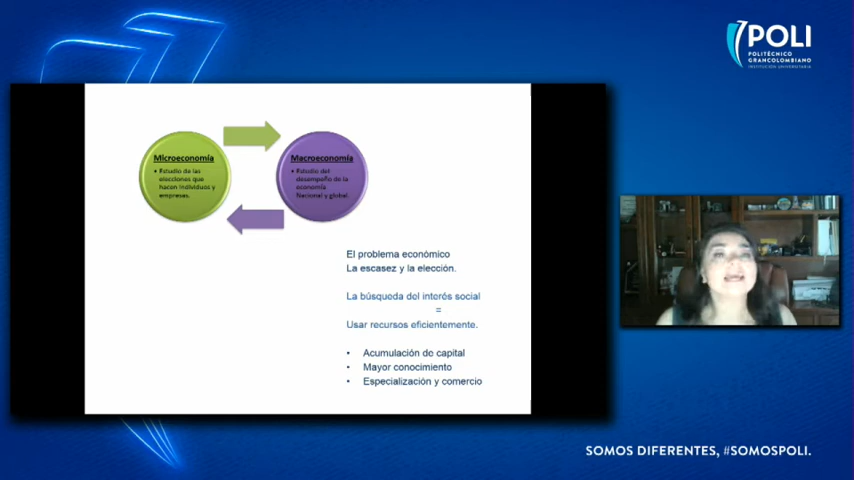 POLI
POLITÉCNICO
GRANCOLOMBIANO
INSTITUCIÓN UNIVERSITARIA
Microeconomía
• Estudio de las
elecciones que
hacen individuos y
empresas.
Macroeconomía
• Estudio del
desempeño de la
economía
Nacional y global.
El problema económico
La escasez y la elección.
La búsqueda del interés social
=
Usar recursos eficientemente.
• Acumulación de capital
• Mayor conocimiento
• Especialización y comercio
SOMOS DIFERENTES, #SOMOSPOLI.